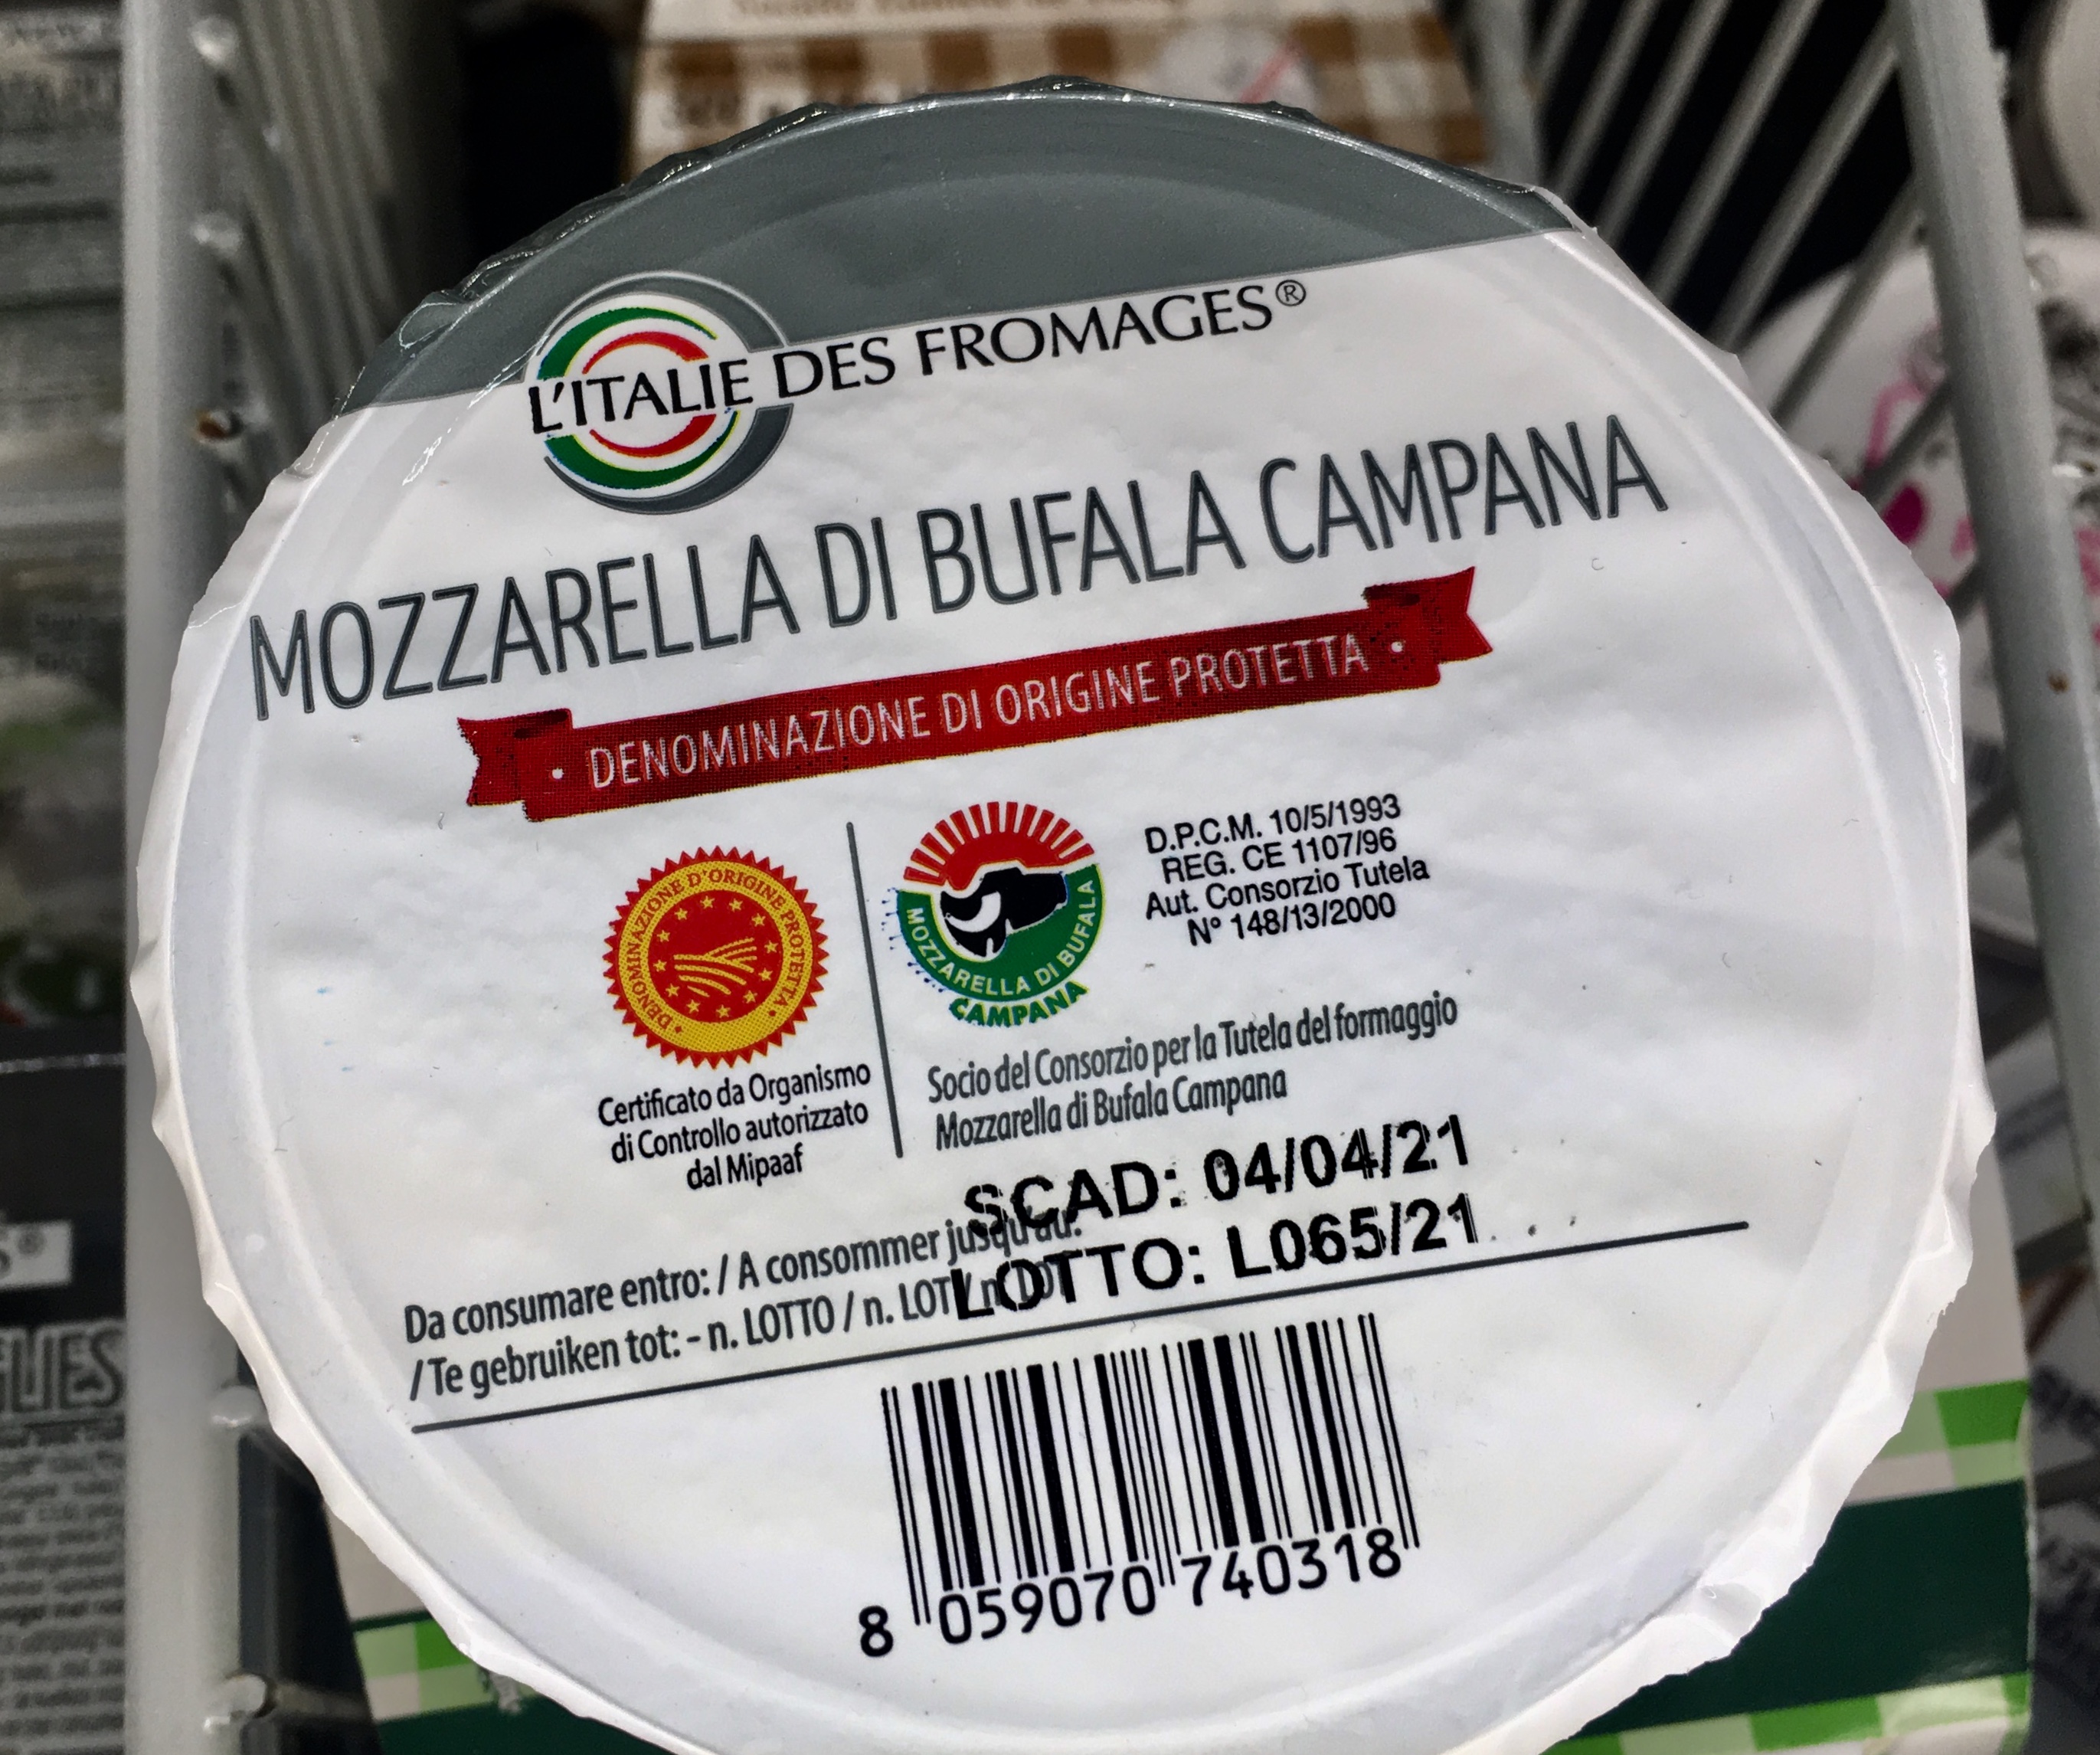 L'ITALIE DES FROMAGES®
MOZZARELLA DI BUFALA CAMPANA
• DENOMINAZIONE DI ORIGINE PROTETTA •
• DENOMINAZIONE D'ORIGINE PROTETTA •
Certificato da Organismo
di Controllo autorizzato
dal Mipaaf
MOZZARELLA DI BUFALA
CAMPANA
D.P.C.M. 10/5/1993
REG. CE 1107/96
Aut. Consorzio Tutela
N° 148/13/2000
Socio del Consorzio per la Tutela del formaggio
Mozzarella di Bufala Campana
SCAD: 04/04/21
LOTTO: L065/21
Da consumare entro: / A consommer jusqu'au:
/ Te gebruiken tot: - n. LOTTO / n. LOT / n. LOT
8 059070 740318